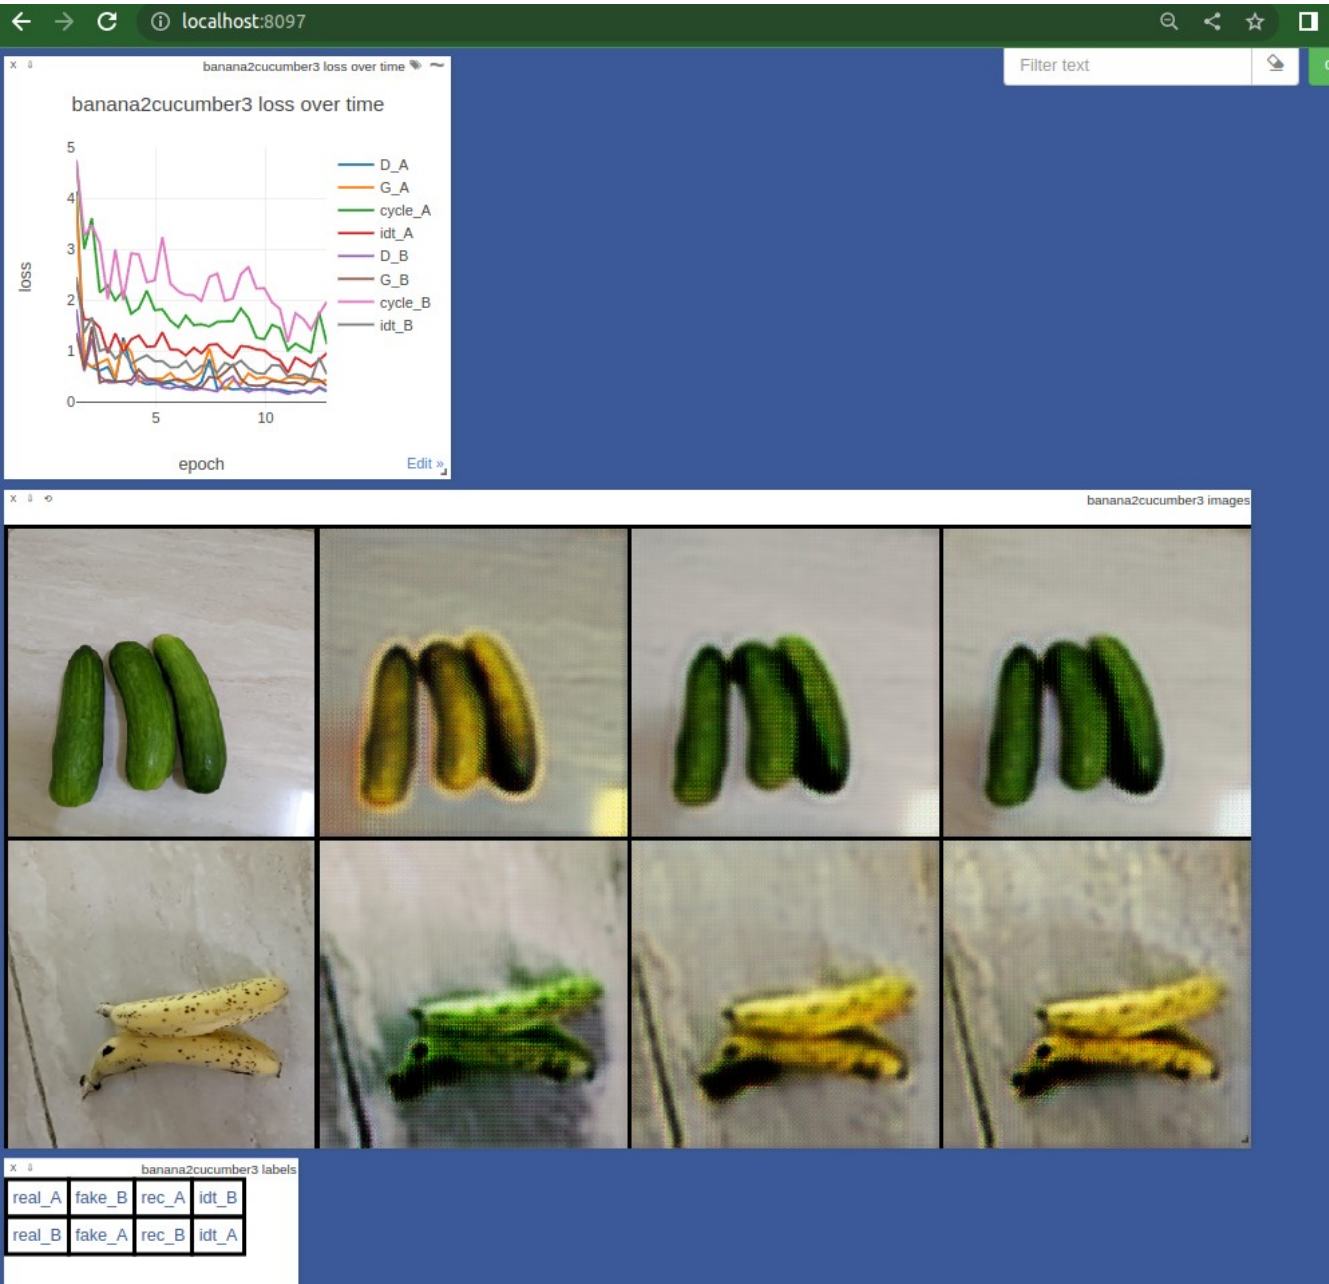 localhost:8097
Filter text
banana2cucumber3 loss over time
banana2cucumber3 loss over time
5
4
3
2
1
0
5 10
loss
epoch
D_A
G_A
cycle_A
idt_A
D_B
G_B
cycle_B
idt_B
Edit »
banana2cucumber3 images
banana2cucumber3 labels
real_A fake_B rec_A idt_B
real_B fake_A rec_B idt_A